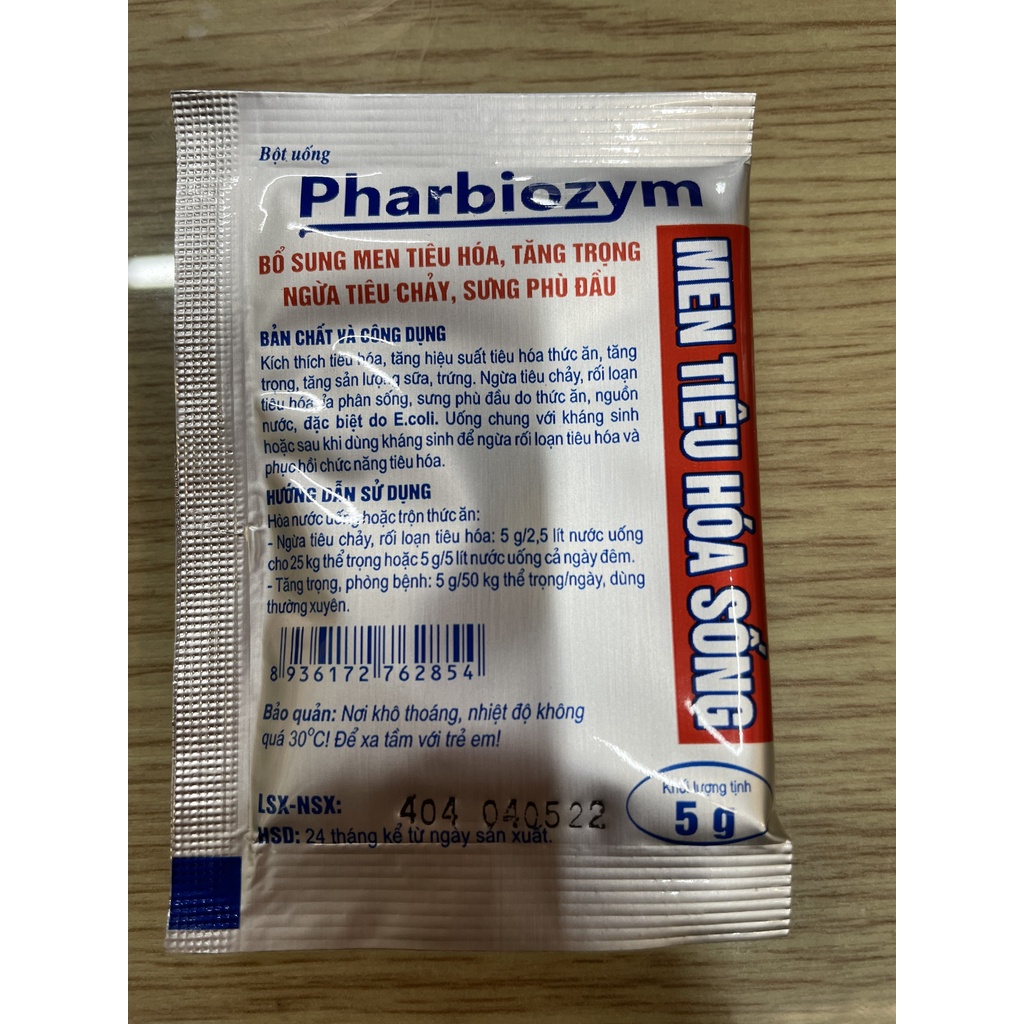 Bột uống
Pharbiozym
BỔ SUNG MEN TIÊU HÓA, TĂNG TRỌNG
NGỪA TIÊU CHẢY, SƯNG PHÙ ĐẦU
BẢN CHẤT VÀ CÔNG DỤNG
Kích thích tiêu hóa, tăng hiệu suất tiêu hóa thức ăn, tăng
trọng, tăng sản lượng sữa, trứng. Ngừa tiêu chảy, rối loạn
tiêu hóa, ỉa phân sống, sưng phù đầu do thức ăn, nguồn
nước, đặc biệt do E.coli. Uống chung với kháng sinh
hoặc sau khi dùng kháng sinh để ngừa rối loạn tiêu hóa và
phục hồi chức năng tiêu hóa.
HƯỚNG DẪN SỬ DỤNG
Hòa nước uống hoặc trộn thức ăn:
- Ngừa tiêu chảy, rối loạn tiêu hóa: 5 g/2,5 lít nước uống
cho 25 kg thể trọng hoặc 5 g/5 lít nước uống cả ngày đêm.
- Tăng trọng, phòng bệnh: 5 g/50 kg thể trọng/ngày, dùng
thường xuyên.
8 936172 762854
Bảo quản: Nơi khô thoáng, nhiệt độ không
quá 30°C! Để xa tầm với trẻ em!
LSX-NSX: 404 040522
HSD: 24 tháng kể từ ngày sản xuất.
MEN TIÊU HÓA SỐNG
Khối lượng tịnh
5 g